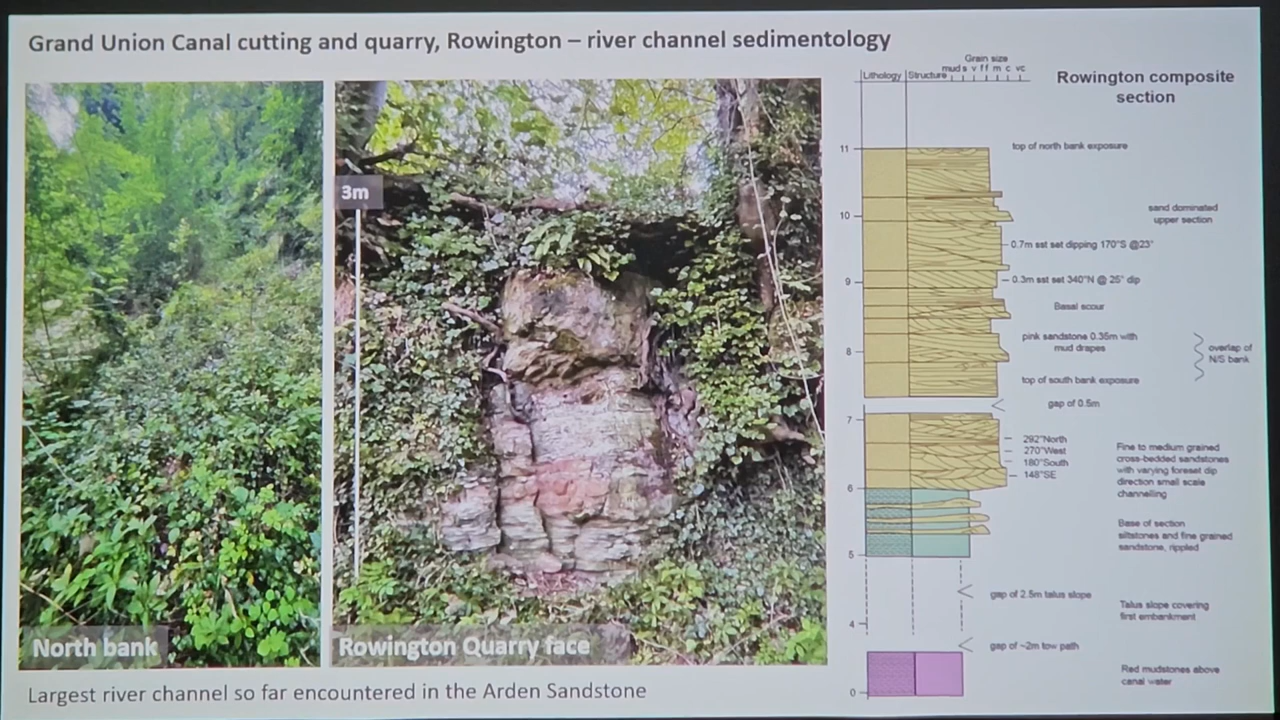 Grand Union Canal cutting and quarry, Rowington – river channel sedimentology
3m
North bank
Rowington Quarry face
Largest river channel so far encountered in the Arden Sandstone
Rowington composite
section
Grain size
mud s v f f m c vc
Lithology
Structure
11
top of north bank exposure
sand dominated
upper section
10
0.7m sst set dipping 170°S @23°
0.3m sst set 340°N @ 25° dip
9
Basal scour
pink sandstone 0.35m with
mud drapes
overlap of
N/S bank
8
top of south bank exposure
gap of 0.5m
7
292°North
270°West
180°South
148°SE
Fine to medium grained
cross-bedded sandstones
with varying foreset dip
direction small scale
channelling
6
Base of section
siltstones and fine grained
sandstone, rippled
5
gap of 2.5m talus slope
Talus slope covering
first embankment
4
gap of ~2m tow path
Red mudstones above
canal water
0